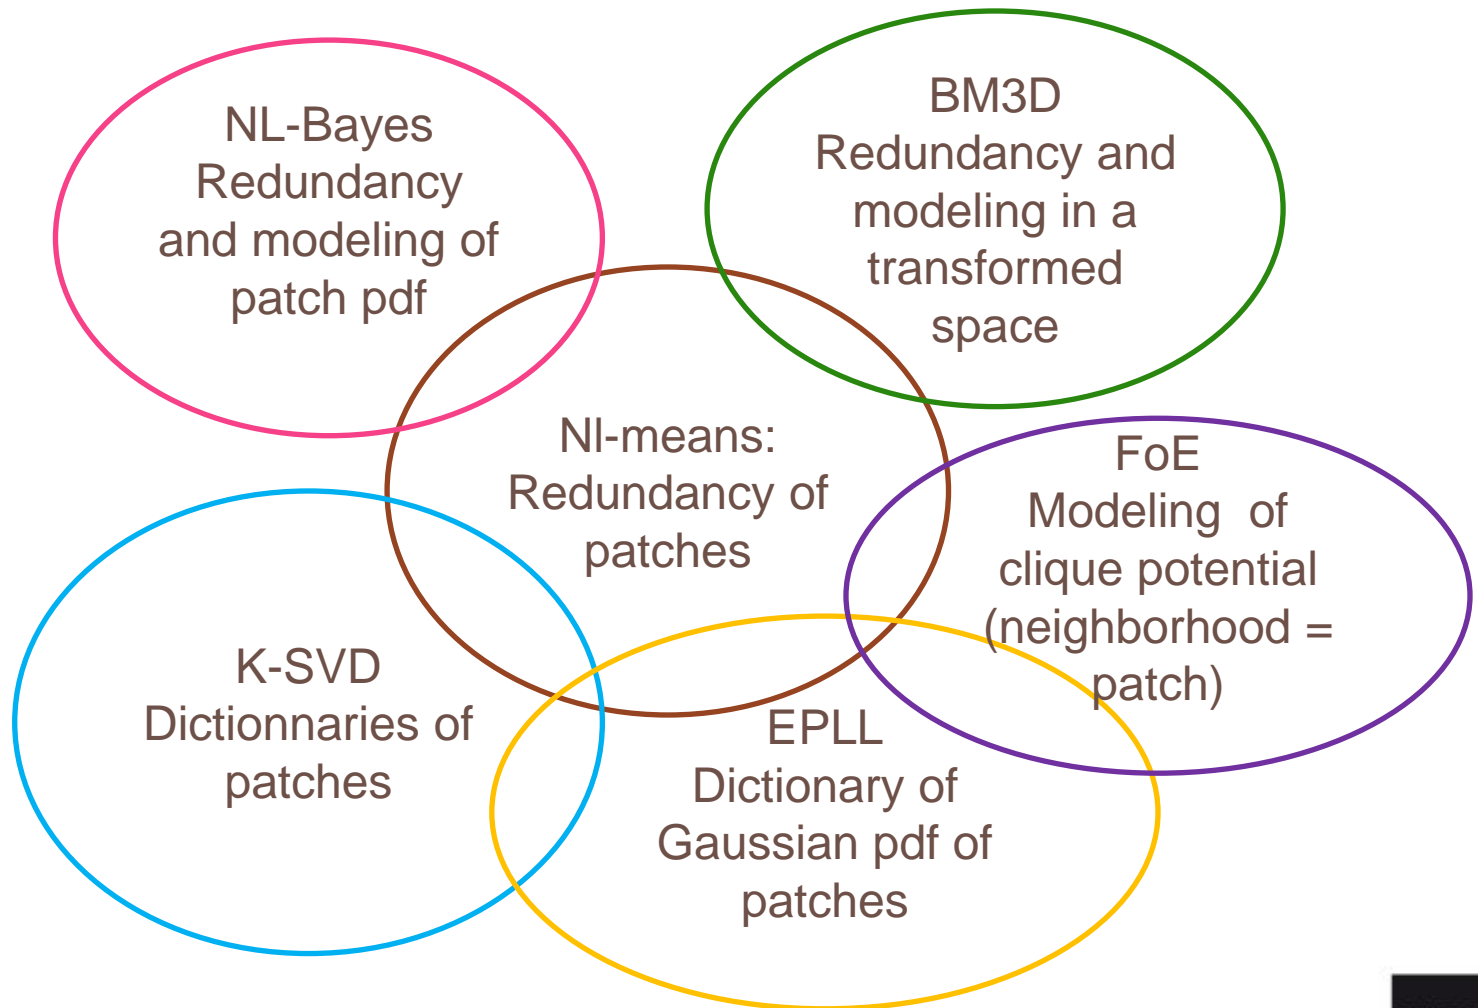 NL-Bayes
Redundancy
and modeling of
patch pdf
BM3D
Redundancy and
modeling in a
transformed
space
Nl-means:
Redundancy of
patches
FoE
Modeling  of
clique potential
(neighborhood =
patch)
K-SVD
Dictionnaries of
patches
EPLL
Dictionary of
Gaussian pdf of
patches